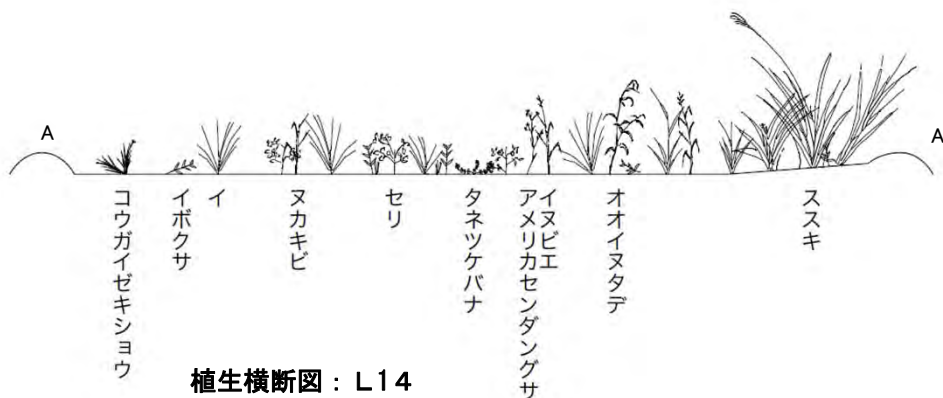 A
A
コウガイゼキショウ
イボクサ
イ
ヌカキビ
セリ
タネツケバナ
アメリカセンダングサ
イヌビエ
オオイヌタデ
ススキ
植生横断図：L14